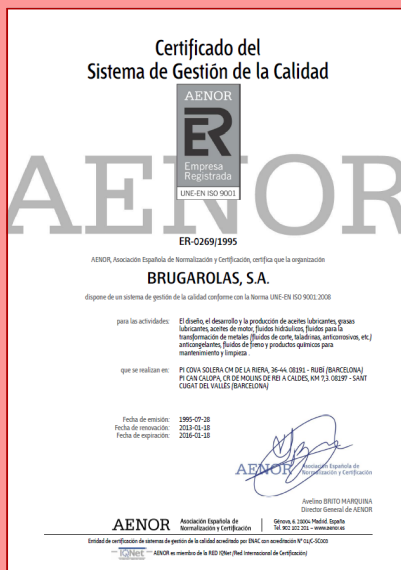 Certificado del
Sistema de Gestión de la Calidad
AENOR
ER
Empresa
Registrada
UNE-EN ISO 9001
AENOR
ER-0269/1995
AENOR, Asociación Española de Normalización y Certificación, certifica que la organización
BRUGAROLAS, S.A.
dispone de un sistema de gestión de la calidad conforme con la Norma UNE-EN ISO 9001:2008
para las actividades: El diseño, el desarrollo y la producción de aceites lubricantes, grasas
lubricantes, aceites de motor, fluidos hidráulicos, fluidos para la
transformación de metales (fluidos de corte, taladrinas, anticorrosivos, etc.)
anticongelantes, fluidos de freno y productos químicos para
mantenimiento y limpieza .
que se realizan en: PI COVA SOLERA CM DE LA RIERA, 36-44. 08191 - RUBÍ (BARCELONA)
PI CAN CALOPA, CR DE MOLINS DE REI A CALDES, KM 7,3. 08197 - SANT
CUGAT DEL VALLÈS (BARCELONA)
Fecha de emisión: 1995-07-28
Fecha de renovación: 2013-01-18
Fecha de expiración: 2016-01-18
AENOR Asociación Española de
Normalización y Certificación
Avelino BRITO MARQUINA
Director General de AENOR
AENOR Asociación Española de
Normalización y Certificación
Génova, 6. 28004 Madrid. España
Tel. 902 102 201 – www.aenor.es
Entidad de certificación de sistemas de gestión de la calidad acreditada por ENAC con acreditación Nº 01/C-SC003
IQNet AENOR es miembro de la RED IQNet (Red Internacional de Certificación)